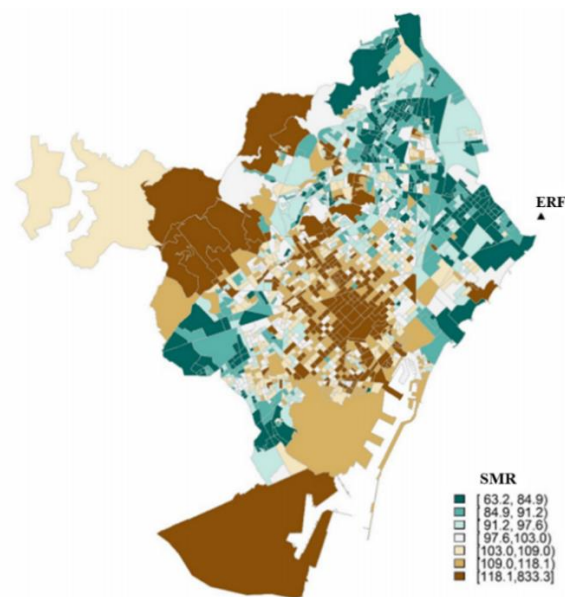 ERF
SMR
[ 63.2, 84.9)
[ 84.9, 91.2)
[ 91.2, 97.6)
[ 97.6,103.0)
[103.0,109.0)
[109.0,118.1)
[118.1,833.3]